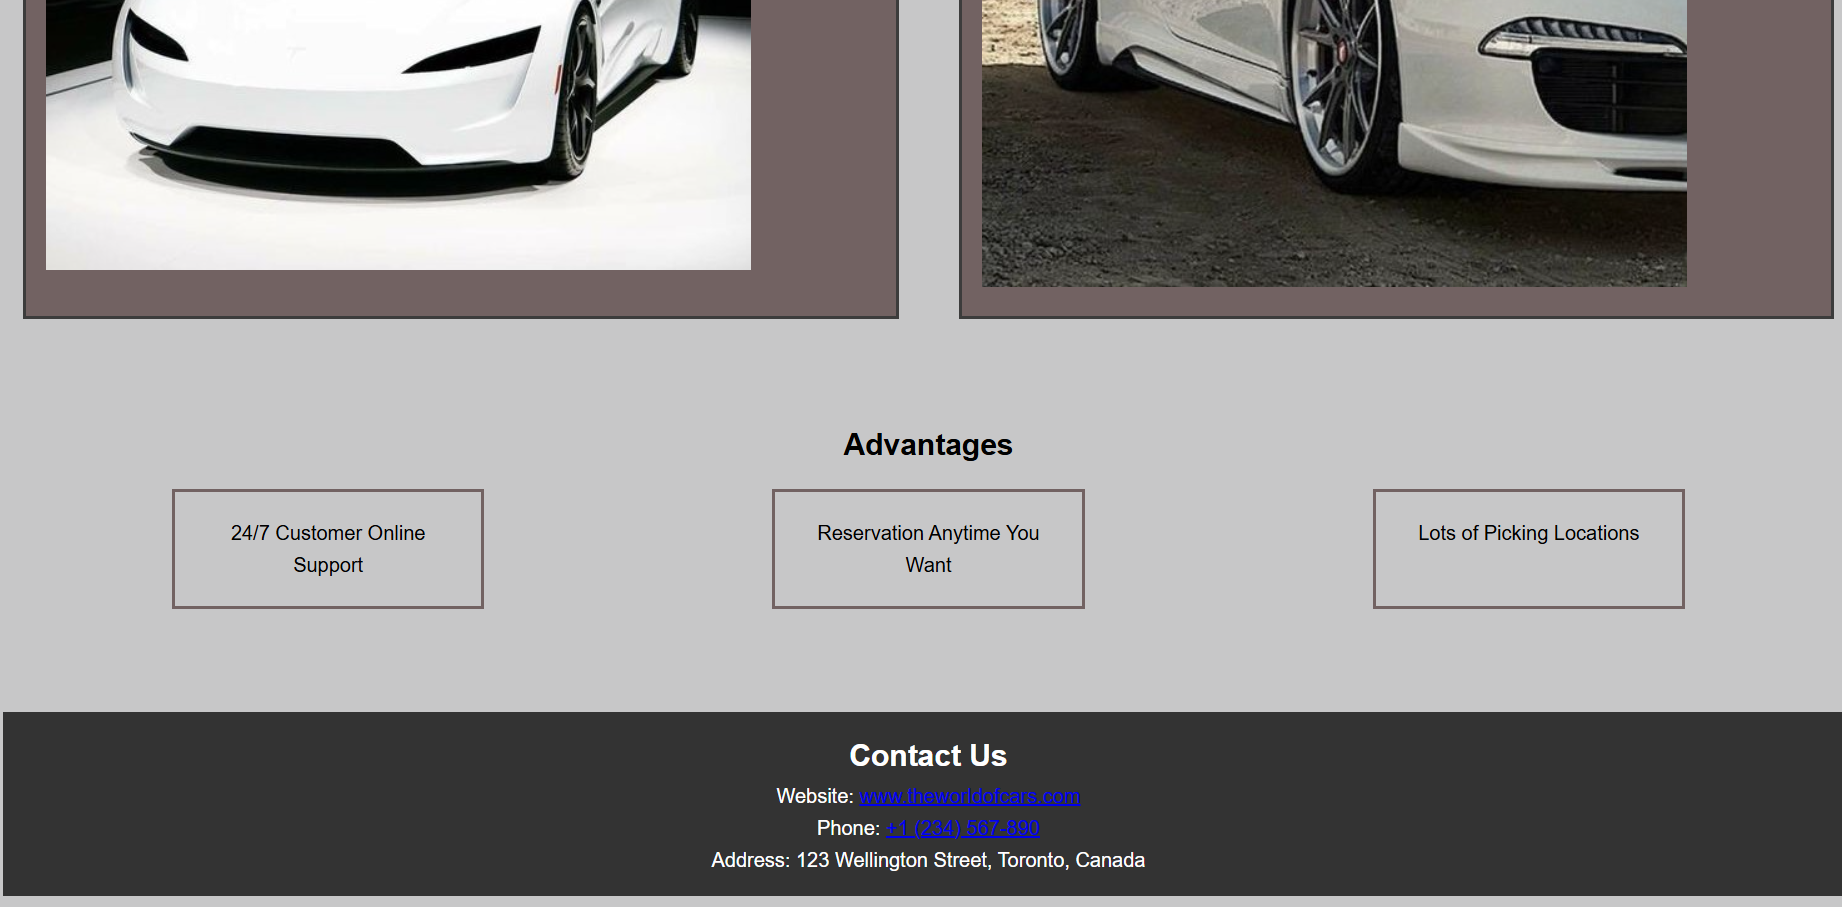 Advantages
24/7 Customer Online
Support
Reservation Anytime You
Want
Lots of Picking Locations
Contact Us
Website: www.theworldofcars.com
Phone: +1 (234) 567-890
Address: 123 Wellington Street, Toronto, Canada